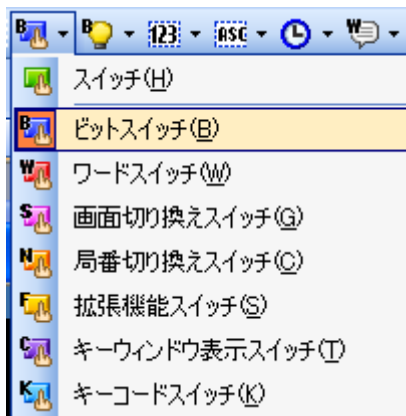 B B 123 ASC W
スイッチ(H)
B ビットスイッチ(B)
W ワードスイッチ(W)
S 画面切り換えスイッチ(G)
N 局番切り換えスイッチ(C)
F 拡張機能スイッチ(S)
C キーウィンドウ表示スイッチ(T)
K キーコードスイッチ(K)